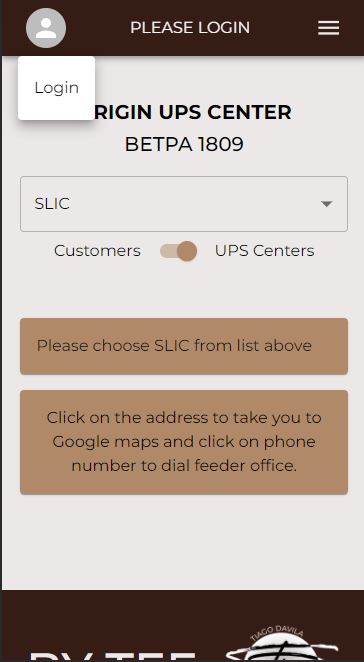 PLEASE LOGIN
Login
RIGIN UPS CENTER
BETPA 1809
SLIC
Customers UPS Centers
Please choose SLIC from list above
Click on the address to take you to
Google maps and click on phone
number to dial feeder office.
TIAGO DAVILA